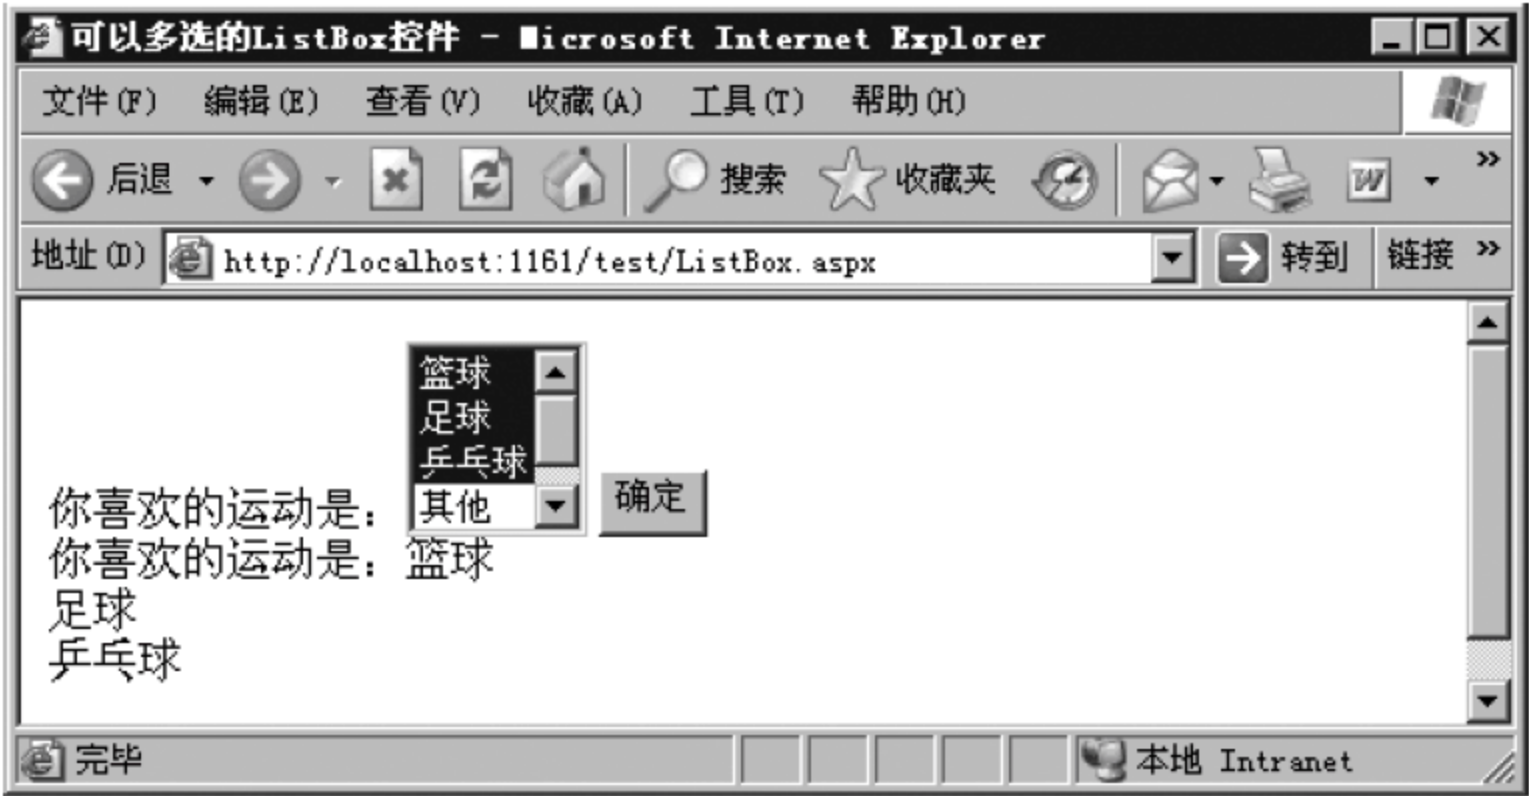 可以多选的ListBox控件 - Microsoft Internet Explorer
文件(F) 编辑(E) 查看(V) 收藏(A) 工具(T) 帮助(H)
后退 搜索 收藏夹 W »
地址(D) http://localhost:1161/test/ListBox.aspx 转到 链接 »
篮球
足球
乒乓球
你喜欢的运动是： 其他 确定
你喜欢的运动是：篮球
足球
乒乓球
完毕 本地 Intranet